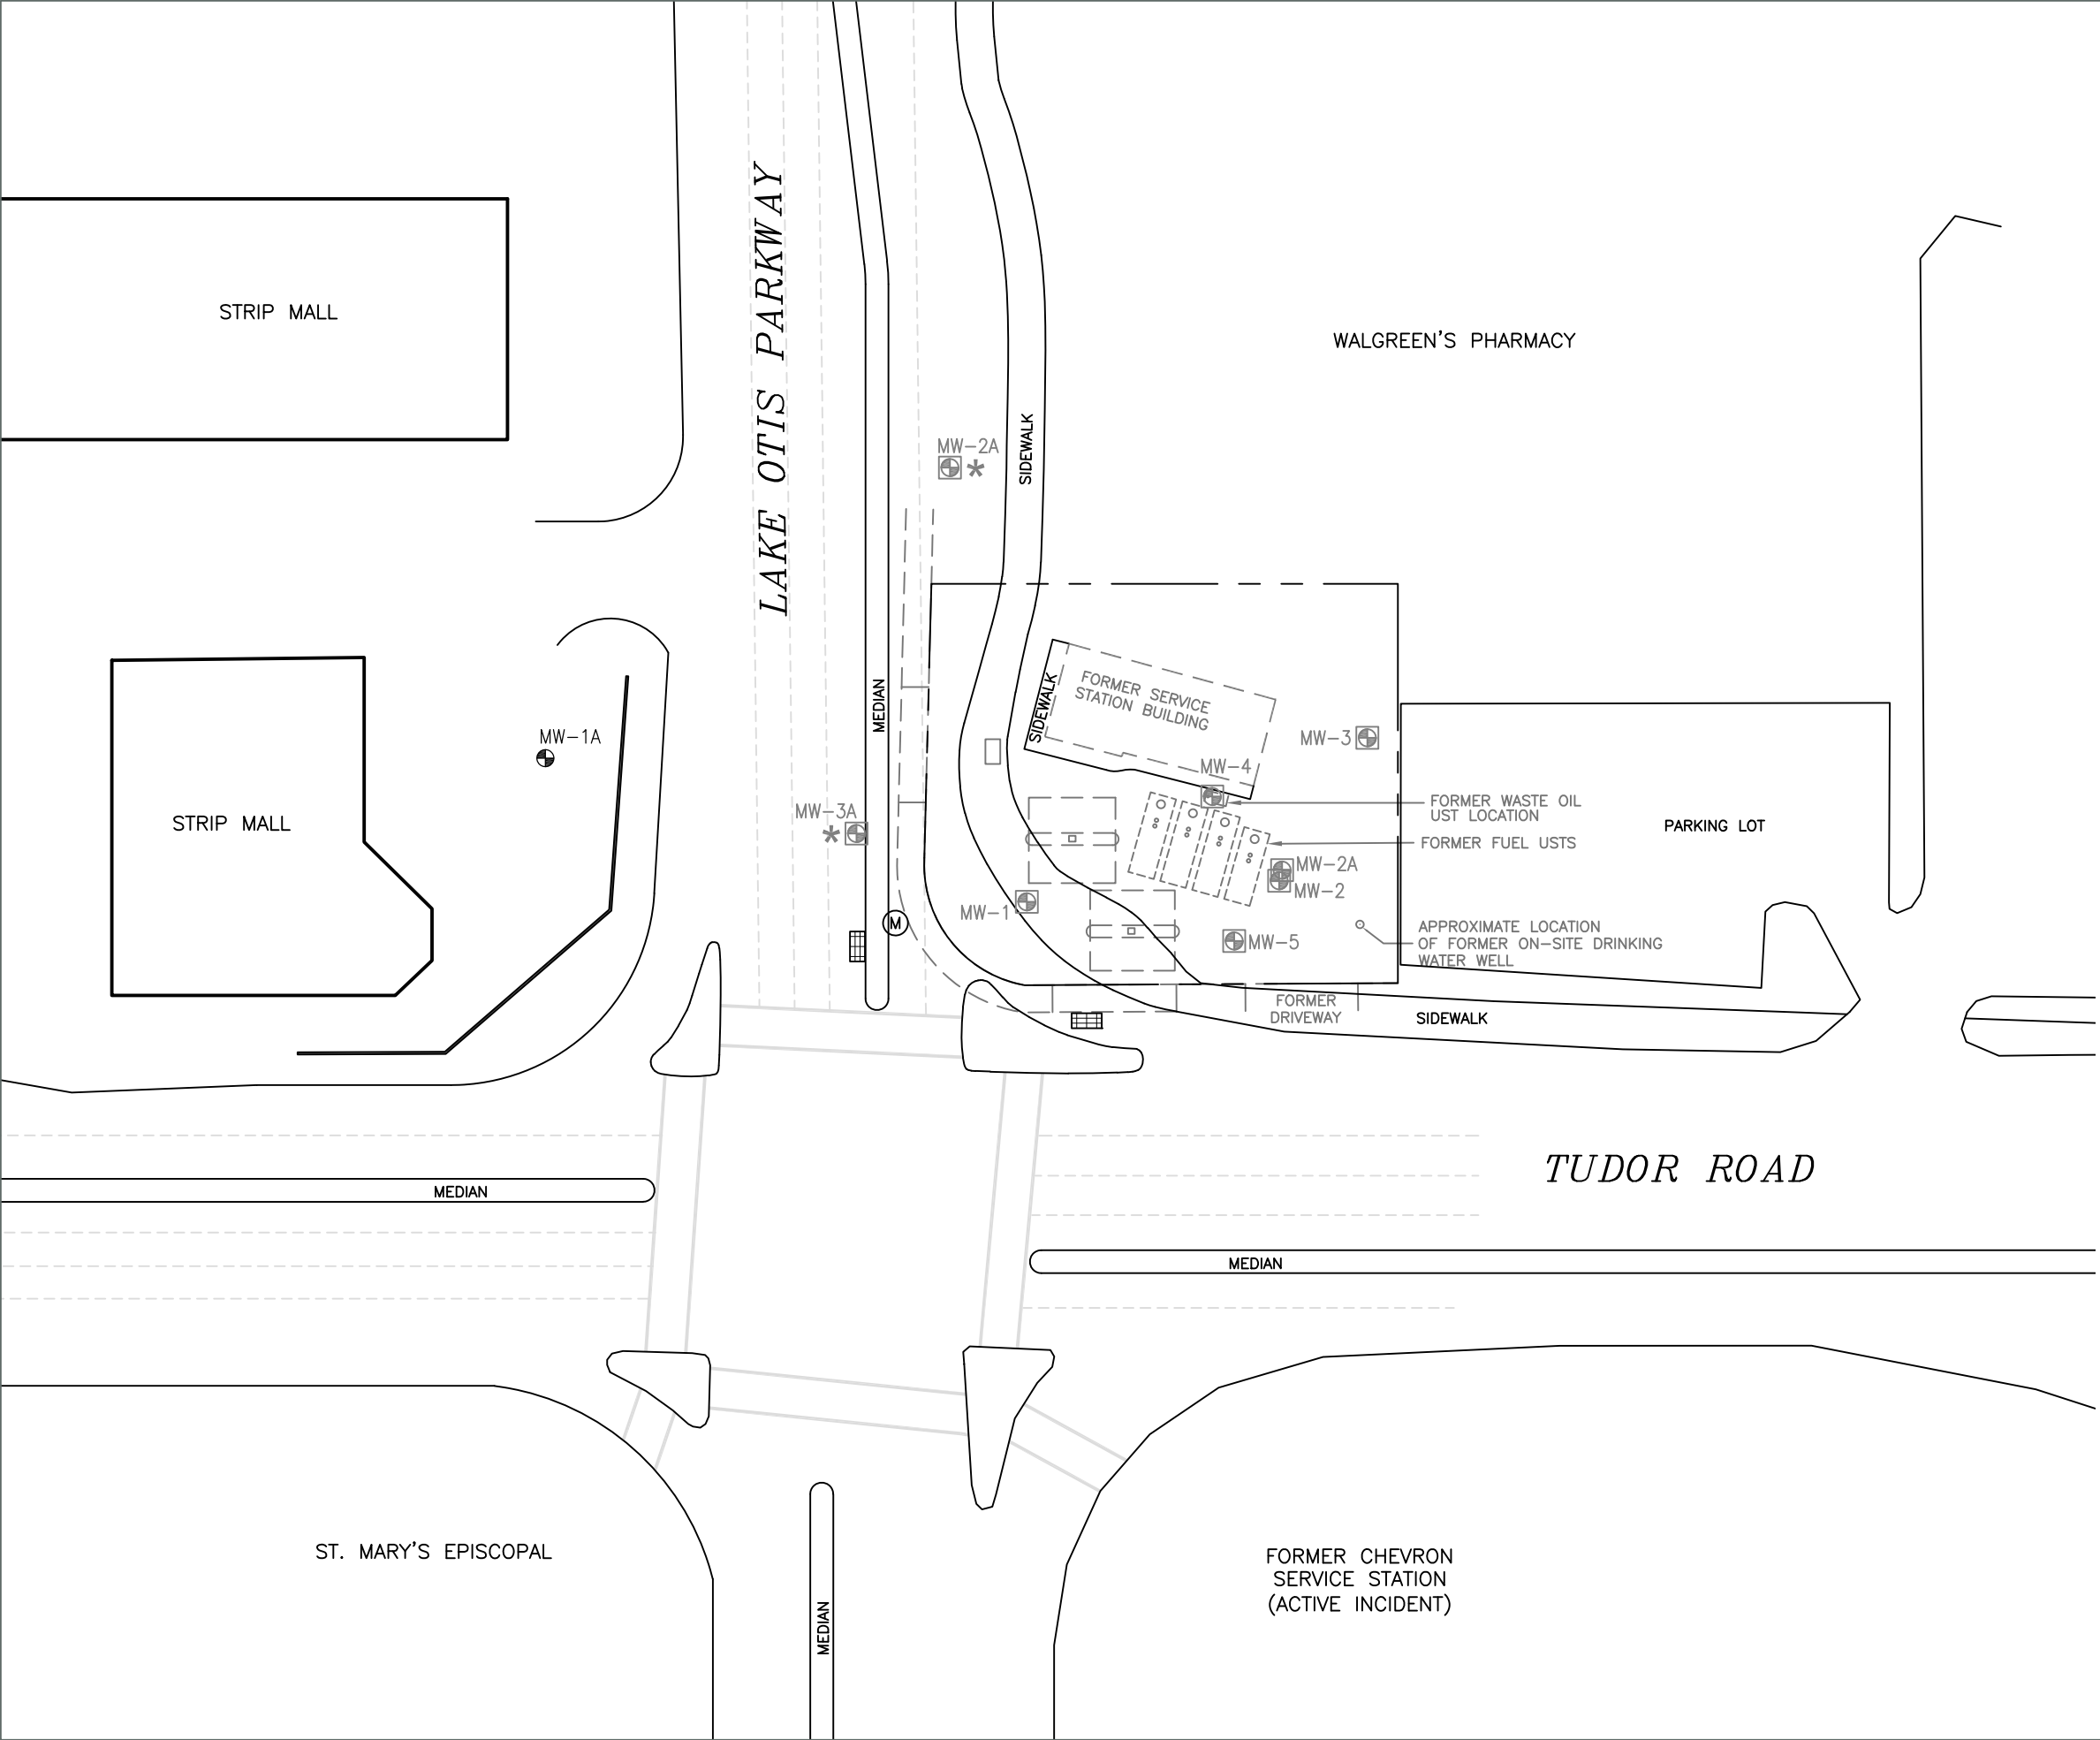 LAKE OTIS PARKWAY
STRIP MALL
WALGREEN'S PHARMACY
MW-2A
*
SIDEWALK
MEDIAN
SIDEWALK
FORMER SERVICE
STATION BUILDING
MW-1A
MW-3
MW-4
STRIP MALL
MW-3A
*
FORMER WASTE OIL
UST LOCATION
PARKING LOT
FORMER FUEL USTS
MW-2A
MW-2
MW-1
M
MW-5
APPROXIMATE LOCATION
OF FORMER ON-SITE DRINKING
WATER WELL
FORMER
DRIVEWAY
SIDEWALK
TUDOR ROAD
MEDIAN
MEDIAN
ST. MARY'S EPISCOPAL
MEDIAN
FORMER CHEVRON
SERVICE STATION
(ACTIVE INCIDENT)